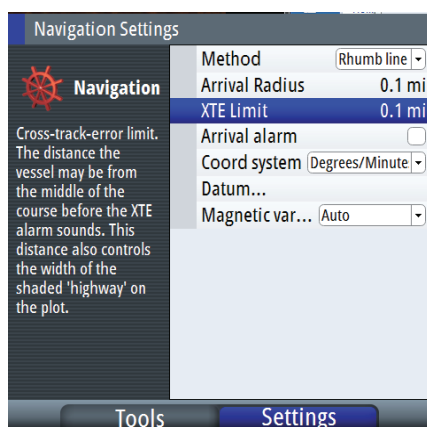 Navigation Settings
Navigation
Cross-track-error limit.
The distance the
vessel may be from
the middle of the
course before the XTE
alarm sounds. This
distance also controls
the width of the
shaded 'highway' on
the plot.
Method Rhumb line
Arrival Radius 0.1 mi
XTE Limit 0.1 mi
Arrival alarm
Coord system Degrees/Minute
Datum...
Magnetic var... Auto
Tools Settings